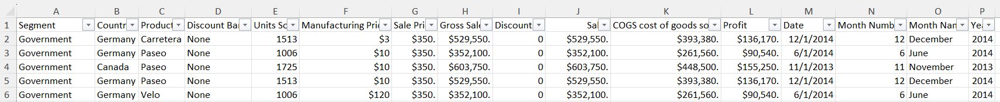 A B C D E F G H I J K L M N O P
1 Segment Countr Product Discount Ba Units Sc Manufacturing Pri Sale Pri Gross Sal Discount Sal COGS cost of goods so Profit Date Month Numb Month Nan Ye
2 Government Germany Carretera None 1513 $3 $350. $529,550. 0 $529,550. $393,380. $136,170. 12/1/2014 12 December 2014
3 Government Germany Paseo None 1006 $10 $350. $352,100. 0 $352,100. $261,560. $90,540. 6/1/2014 6 June 2014
4 Government Canada Paseo None 1725 $10 $350. $603,750. 0 $603,750. $448,500. $155,250. 11/1/2013 11 November 2013
5 Government Germany Paseo None 1513 $10 $350. $529,550. 0 $529,550. $393,380. $136,170. 12/1/2014 12 December 2014
6 Government Germany Velo None 1006 $120 $350. $352,100. 0 $352,100. $261,560. $90,540. 6/1/2014 6 June 2014